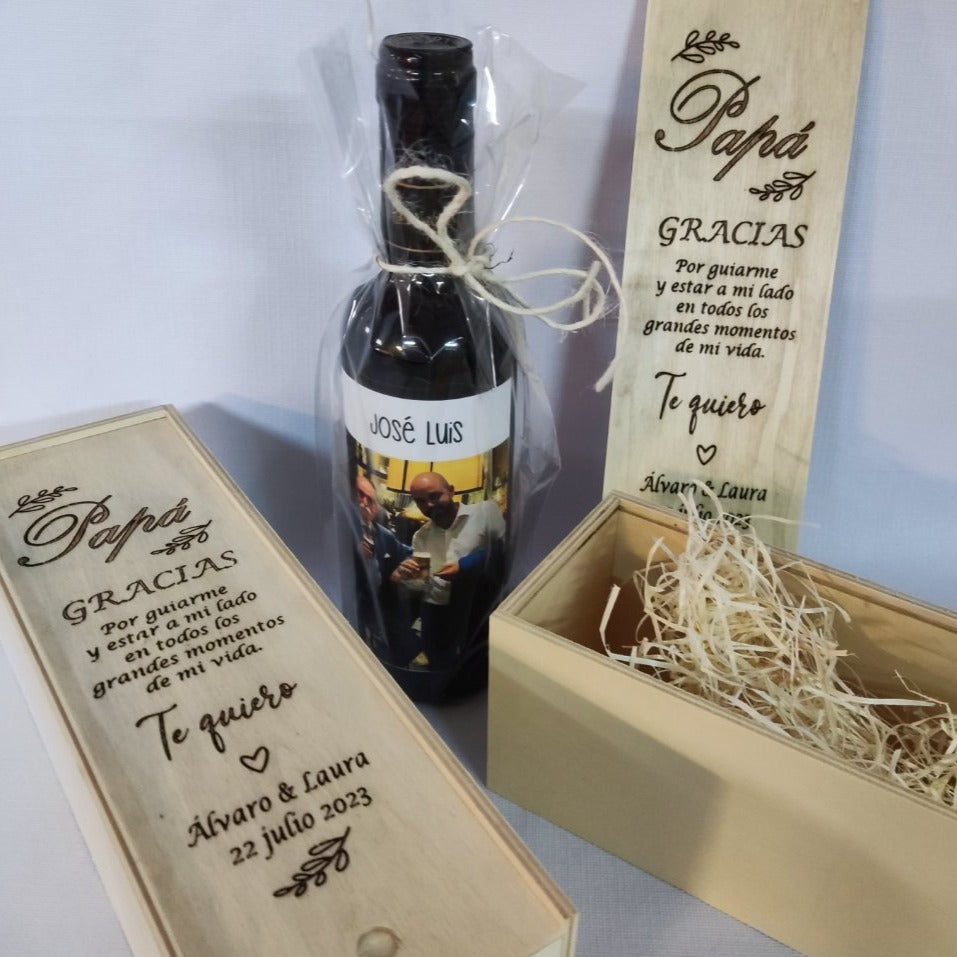 JOSÉ LUIS
Papá
GRACIAS
Por guiarme
y estar a mi lado
en todos los
grandes momentos
de mi vida.
Te quiero
Álvaro & Laura
julio 2023
Papá
GRACIAS
Por guiarme
y estar a mi lado
en todos los
grandes momentos
de mi vida.
Te quiero
Álvaro & Laura
22 julio 2023